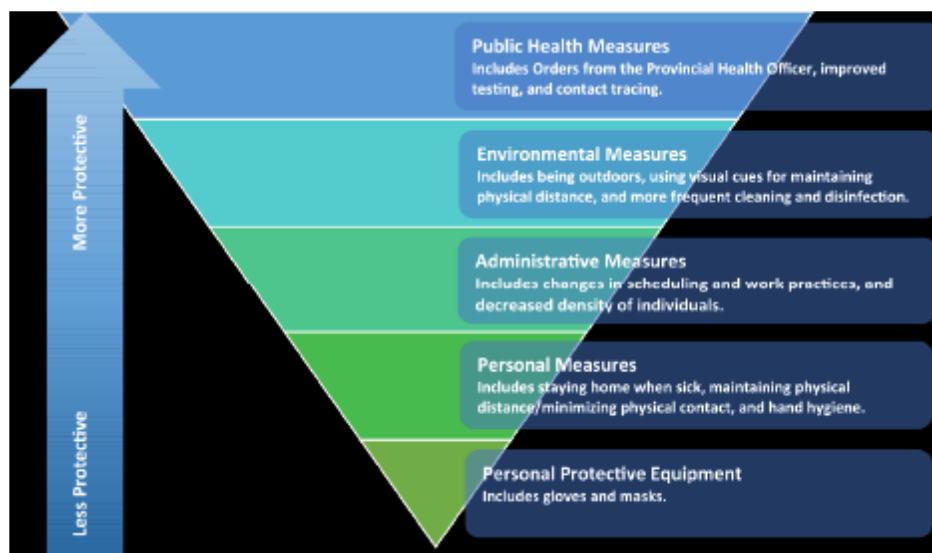 More Protective
Less Protective
Public Health Measures
Includes Orders from the Provincial Health Officer, improved
testing, and contact tracing.
Environmental Measures
Includes being outdoors, using visual cues for maintaining
physical distance, and more frequent cleaning and disinfection.
Administrative Measures
Includes changes in scheduling and work practices, and
decreased density of individuals.
Personal Measures
Includes staying home when sick, maintaining physical
distance/minimizing physical contact, and hand hygiene.
Personal Protective Equipment
Includes gloves and masks.